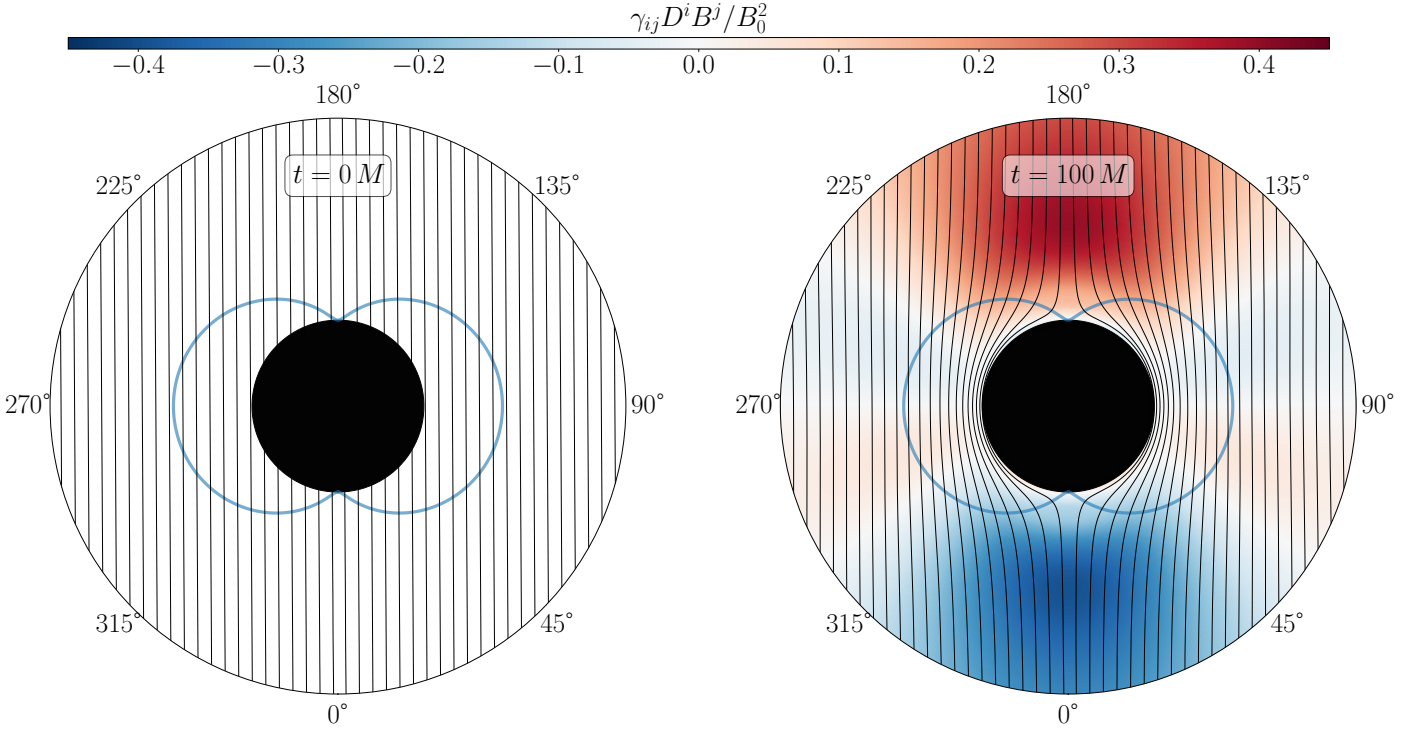 γ_{ij}D^iB^j/B_0^2
−0.4 −0.3 −0.2 −0.1 0.0 0.1 0.2 0.3 0.4
180° 180°
t = 0 M t = 100 M
225° 135° 225° 135°
270° 90° 270° 90°
315° 45° 315° 45°
0° 0°